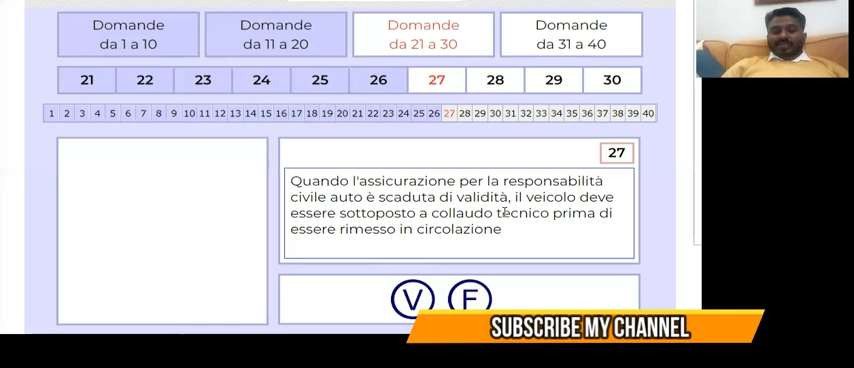 Domande
da 1 a 10
Domande
da 11 a 20
Domande
da 21 a 30
Domande
da 31 a 40
21 22 23 24 25 26 27 28 29 30
1 2 3 4 5 6 7 8 9 10 11 12 13 14 15 16 17 18 19 20 21 22 23 24 25 26 27 28 29 30 31 32 33 34 35 36 37 38 39 40
27
Quando l'assicurazione per la responsabilità
civile auto è scaduta di validità, il veicolo deve
essere sottoposto a collaudo tecnico prima di
essere rimesso in circolazione
V F
SUBSCRIBE MY CHANNEL